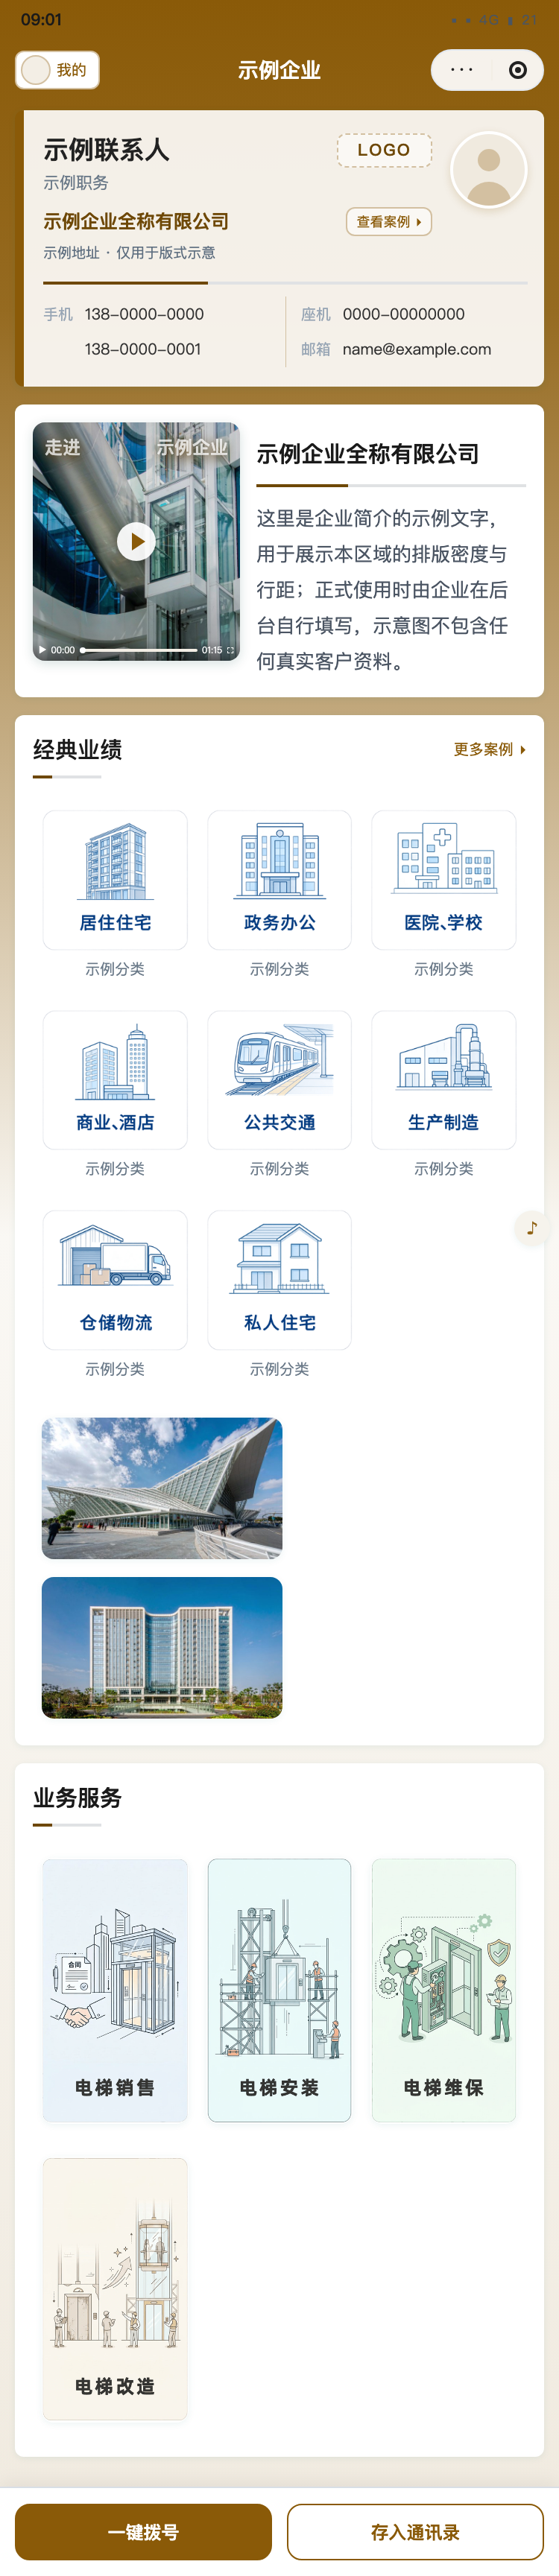 09:01
4G 21
我的
示例企业
示例联系人
LOGO
示例职务
示例企业全称有限公司
查看案例
示例地址 · 仅用于版式示意
手机 138-0000-0000
座机 0000-00000000
138-0000-0001
邮箱 name@example.com
走进 示例企业
00:00 01:15
示例企业全称有限公司
这里是企业简介的示例文字，
用于展示本区域的排版密度与
行距；正式使用时由企业在后
台自行填写，示意图不包含任
何真实客户资料。
经典业绩
更多案例
居住住宅
政务办公
医院、学校
示例分类
示例分类
示例分类
商业、酒店
公共交通
生产制造
示例分类
示例分类
示例分类
仓储物流
私人住宅
示例分类
示例分类
业务服务
合同
电梯销售
电梯安装
电梯维保
电梯改造
一键拨号
存入通讯录